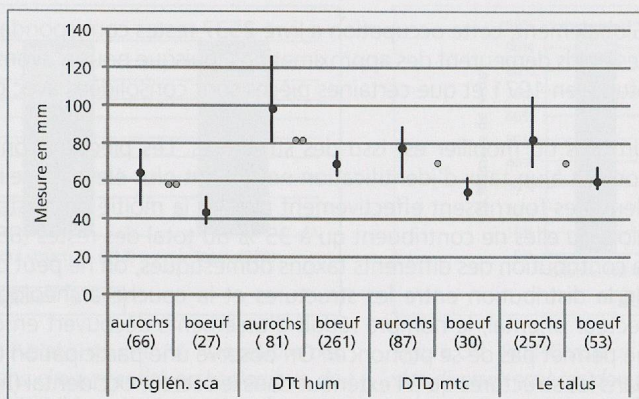 Mesure en mm
140
120
100
80
60
40
20
0
aurochs boeuf aurochs boeuf aurochs boeuf aurochs boeuf
(66) (27) ( 81) (261) (87) (30) (257) (53)
Dtglén. sca DTt hum DTD mtc Le talus